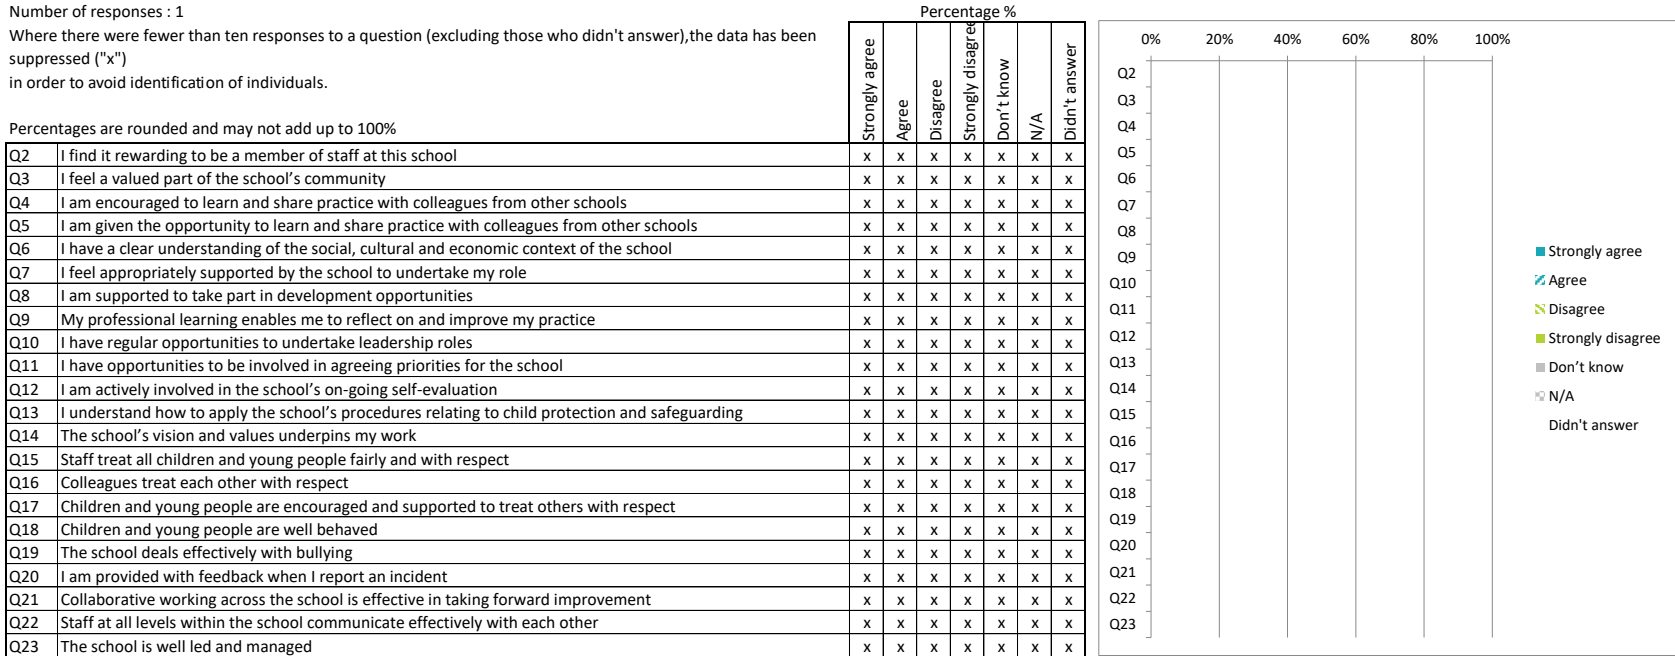 Number of responses : 1
Percentage %
Where there were fewer than ten responses to a question (excluding those who didn't answer),the data has been
suppressed ("x")
in order to avoid identification of individuals.
Percentages are rounded and may not add up to 100%
Strongly agree
Agree
Disagree
Strongly disagree
Don’t know
N/A
Didn't answer
Q2 I find it rewarding to be a member of staff at this school x x x x x x x
Q3 I feel a valued part of the school’s community x x x x x x x
Q4 I am encouraged to learn and share practice with colleagues from other schools x x x x x x x
Q5 I am given the opportunity to learn and share practice with colleagues from other schools x x x x x x x
Q6 I have a clear understanding of the social, cultural and economic context of the school x x x x x x x
Q7 I feel appropriately supported by the school to undertake my role x x x x x x x
Q8 I am supported to take part in development opportunities x x x x x x x
Q9 My professional learning enables me to reflect on and improve my practice x x x x x x x
Q10 I have regular opportunities to undertake leadership roles x x x x x x x
Q11 I have opportunities to be involved in agreeing priorities for the school x x x x x x x
Q12 I am actively involved in the school’s on-going self-evaluation x x x x x x x
Q13 I understand how to apply the school’s procedures relating to child protection and safeguarding x x x x x x x
Q14 The school’s vision and values underpins my work x x x x x x x
Q15 Staff treat all children and young people fairly and with respect x x x x x x x
Q16 Colleagues treat each other with respect x x x x x x x
Q17 Children and young people are encouraged and supported to treat others with respect x x x x x x x
Q18 Children and young people are well behaved x x x x x x x
Q19 The school deals effectively with bullying x x x x x x x
Q20 I am provided with feedback when I report an incident x x x x x x x
Q21 Collaborative working across the school is effective in taking forward improvement x x x x x x x
Q22 Staff at all levels within the school communicate effectively with each other x x x x x x x
Q23 The school is well led and managed x x x x x x x
0% 20% 40% 60% 80% 100%
Q2
Q3
Q4
Q5
Q6
Q7
Q8
Q9
Q10
Q11
Q12
Q13
Q14
Q15
Q16
Q17
Q18
Q19
Q20
Q21
Q22
Q23
Strongly agree
Agree
Disagree
Strongly disagree
Don’t know
N/A
Didn't answer